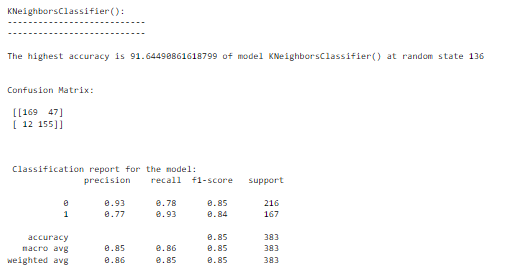 KNeighborsClassifier():
---------------------------
---------------------------
The highest accuracy is 91.64490861618799 of model KNeighborsClassifier() at random state 136
Confusion Matrix:
[[169 47]
[ 12 155]]
Classification report for the model:
precision recall f1-score support
0 0.93 0.78 0.85 216
1 0.77 0.93 0.84 167
accuracy 0.85 383
macro avg 0.85 0.86 0.85 383
weighted avg 0.86 0.85 0.85 383